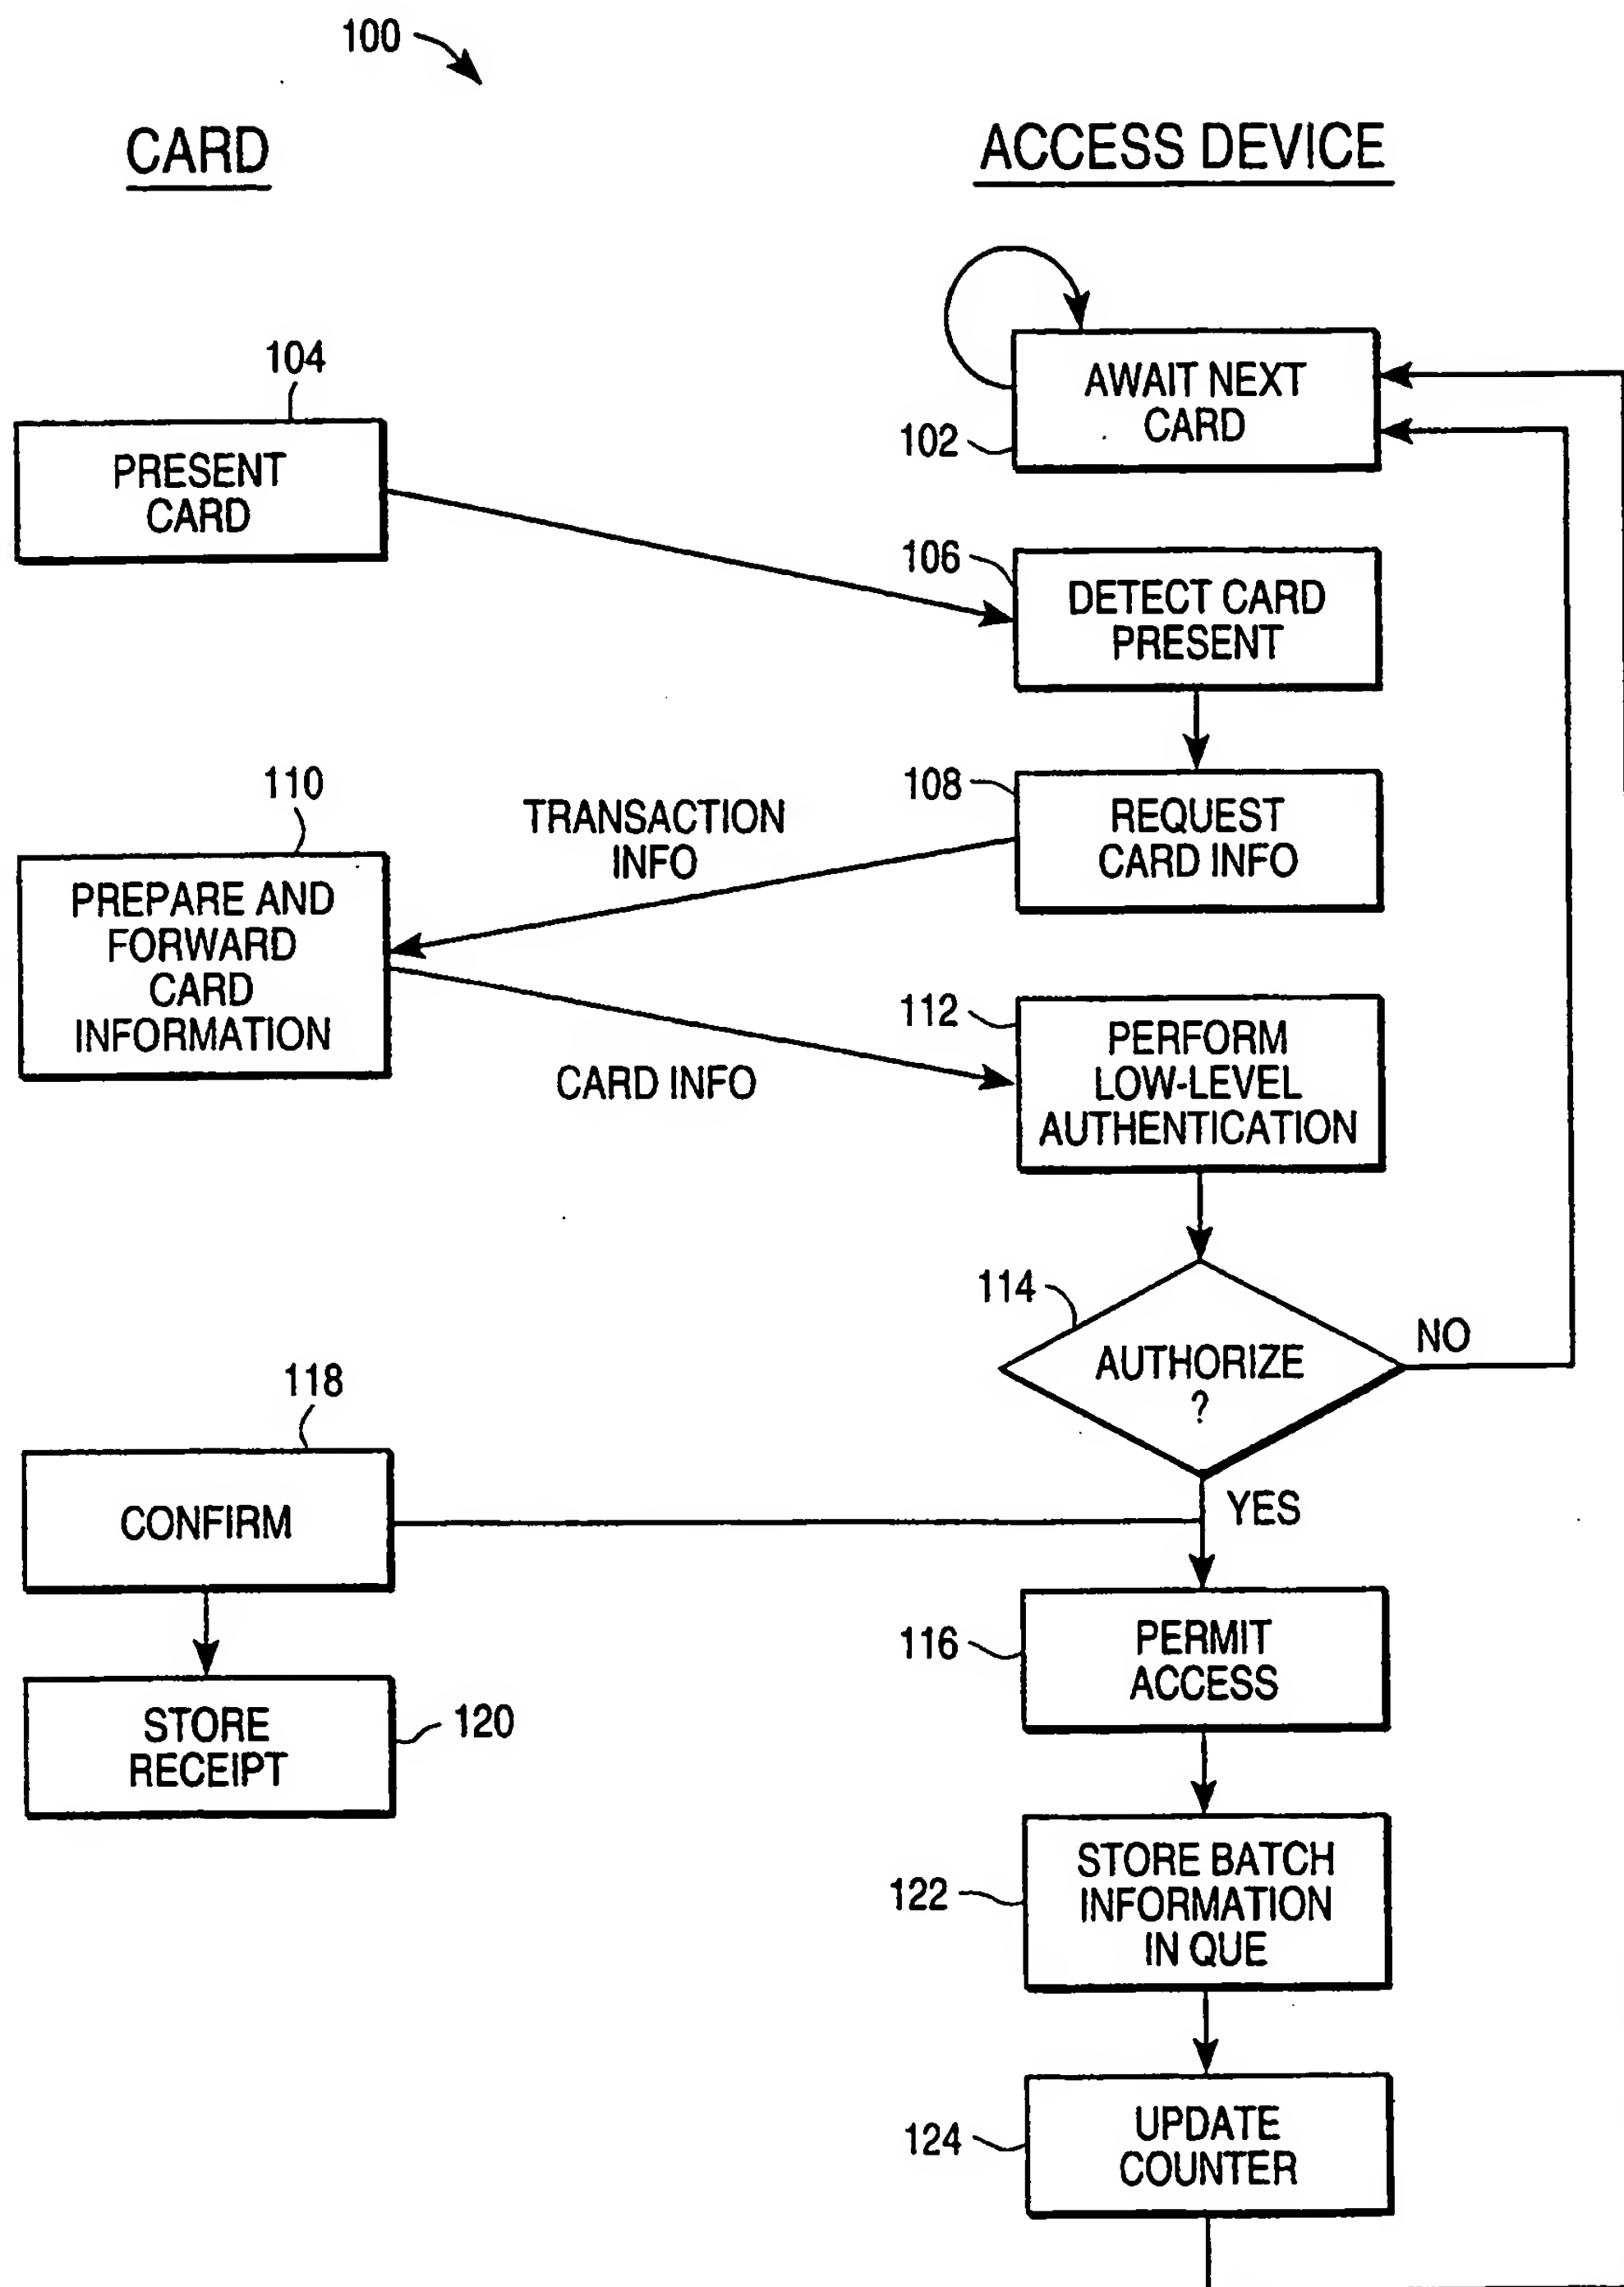 100
CARD
ACCESS DEVICE
104
PRESENT
CARD
AWAIT NEXT
CARD
102
106
DETECT CARD
PRESENT
108
REQUEST
CARD INFO
TRANSACTION
INFO
110
PREPARE AND
FORWARD
CARD
INFORMATION
CARD INFO
112
PERFORM
LOW-LEVEL
AUTHENTICATION
114
AUTHORIZE
?
NO
YES
118
CONFIRM
116
PERMIT
ACCESS
STORE
RECEIPT
120
122
STORE BATCH
INFORMATION
IN QUE
124
UPDATE
COUNTER